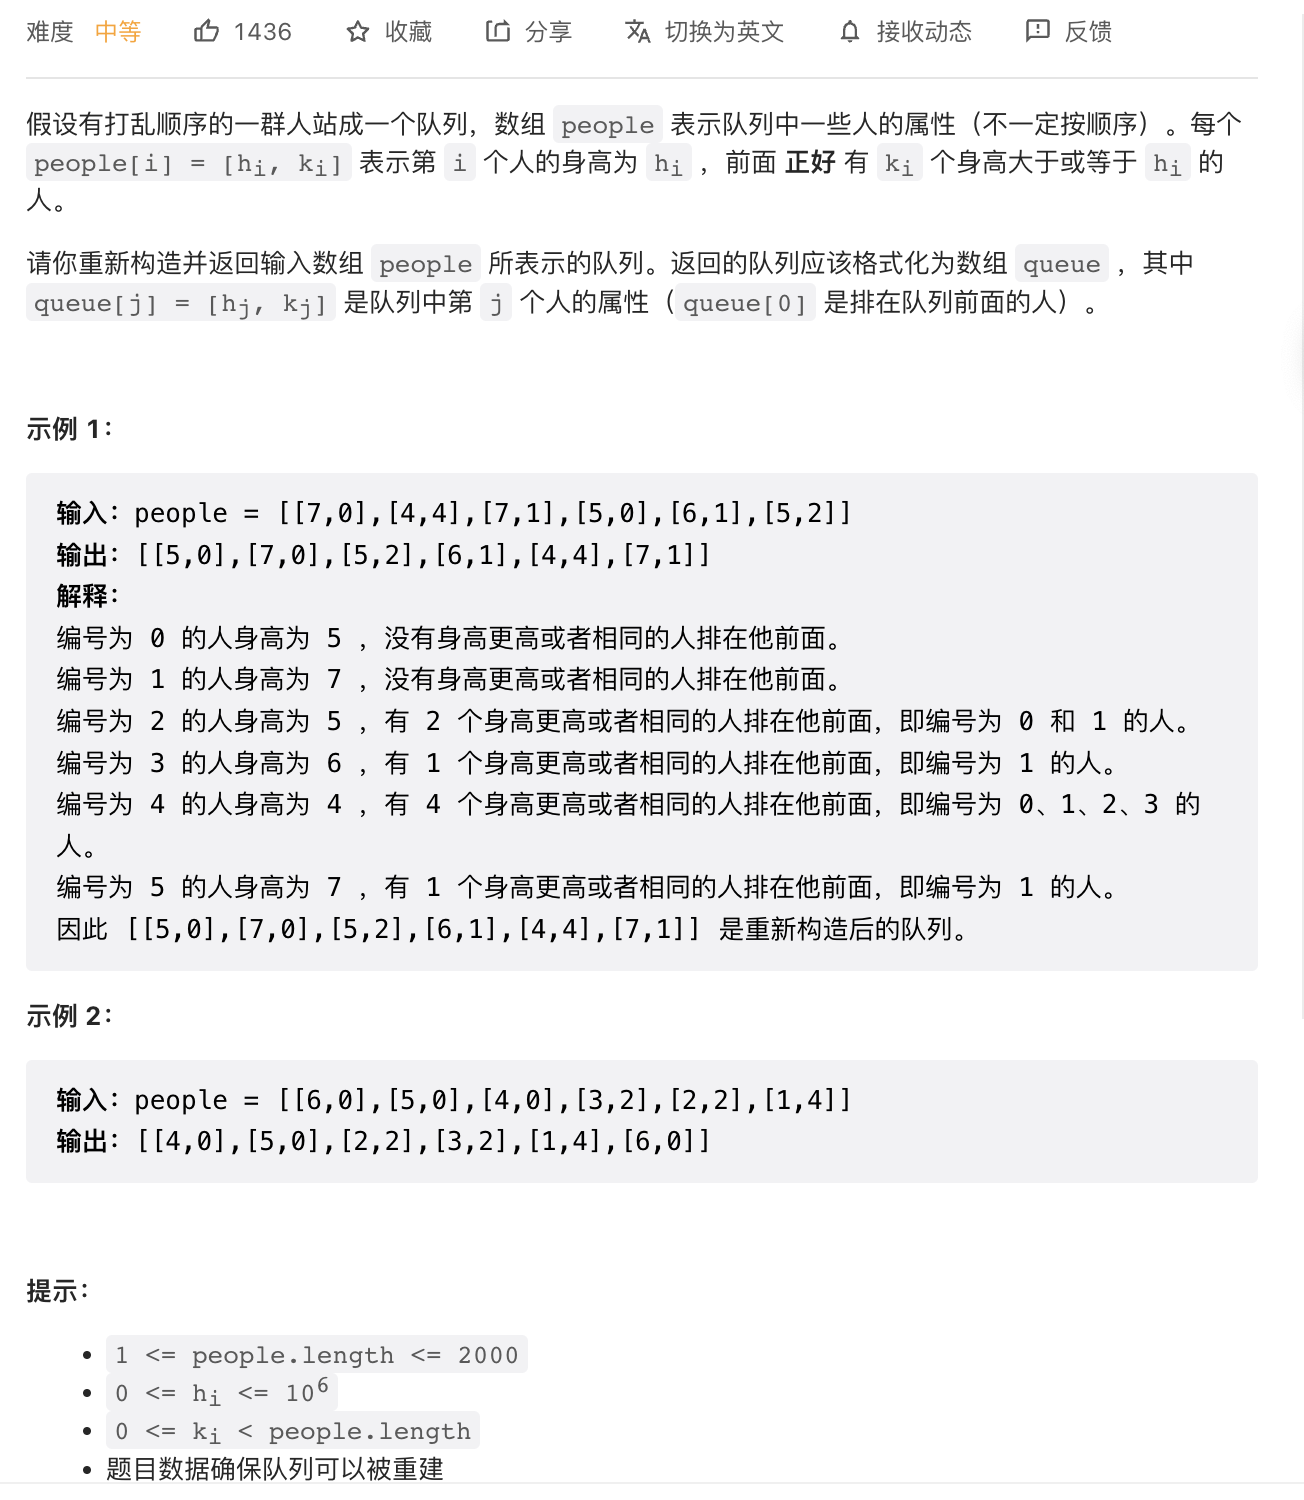 难度 中等 1436 收藏 分享 切换为英文 接收动态 反馈
假设有打乱顺序的一群人站成一个队列，数组 people 表示队列中一些人的属性（不一定按顺序）。每个
people[i] = [hi, ki] 表示第 i 个人的身高为 hi ，前面 正好 有 ki 个身高大于或等于 hi 的
人。
请你重新构造并返回输入数组 people 所表示的队列。返回的队列应该格式化为数组 queue ，其中
queue[j] = [hj, kj] 是队列中第 j 个人的属性（queue[0] 是排在队列前面的人）。
示例 1：
输入：people = [[7,0],[4,4],[7,1],[5,0],[6,1],[5,2]]
输出：[[5,0],[7,0],[5,2],[6,1],[4,4],[7,1]]
解释：
编号为 0 的人身高为 5 ，没有身高更高或者相同的人排在他前面。
编号为 1 的人身高为 7 ，没有身高更高或者相同的人排在他前面。
编号为 2 的人身高为 5 ，有 2 个身高更高或者相同的人排在他前面，即编号为 0 和 1 的人。
编号为 3 的人身高为 6 ，有 1 个身高更高或者相同的人排在他前面，即编号为 1 的人。
编号为 4 的人身高为 4 ，有 4 个身高更高或者相同的人排在他前面，即编号为 0、1、2、3 的
人。
编号为 5 的人身高为 7 ，有 1 个身高更高或者相同的人排在他前面，即编号为 1 的人。
因此 [[5,0],[7,0],[5,2],[6,1],[4,4],[7,1]] 是重新构造后的队列。
示例 2：
输入：people = [[6,0],[5,0],[4,0],[3,2],[2,2],[1,4]]
输出：[[4,0],[5,0],[2,2],[3,2],[1,4],[6,0]]
提示：
• 1 <= people.length <= 2000
• 0 <= hi <= 10^6
• 0 <= ki < people.length
• 题目数据确保队列可以被重建